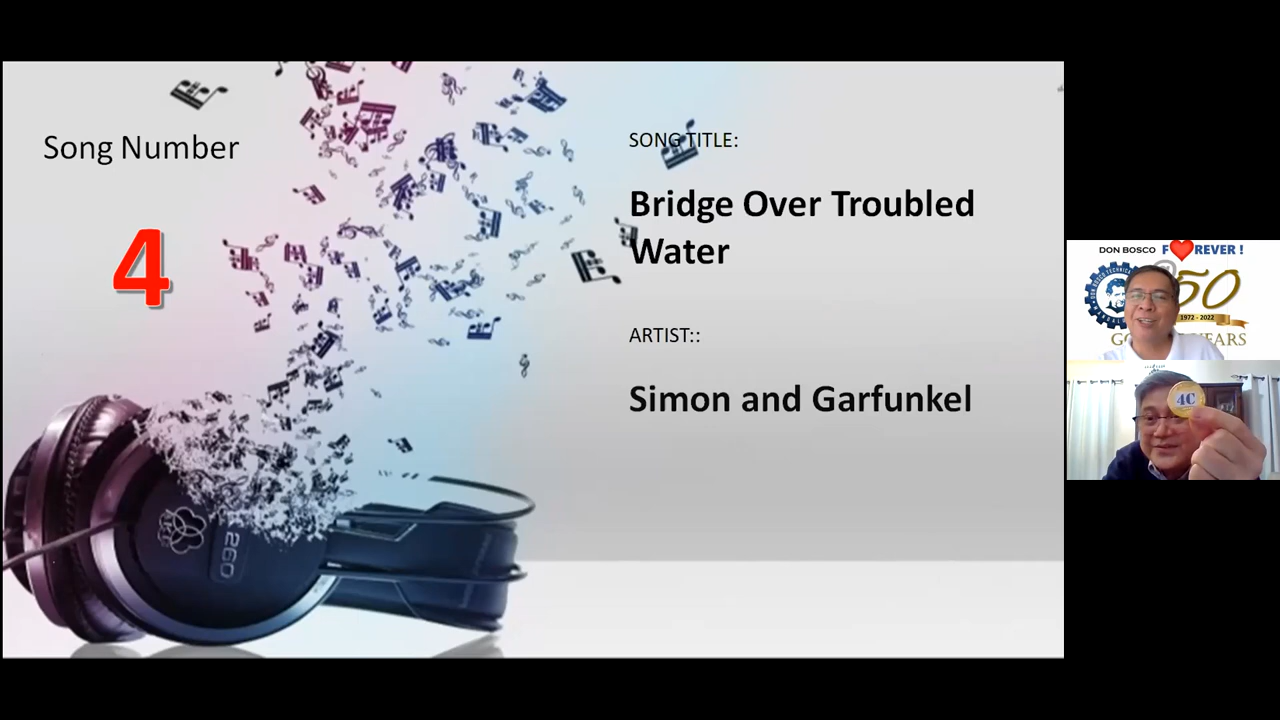 Song Number
4
SONG TITLE:
Bridge Over Troubled
Water
ARTIST::
Simon and Garfunkel
260
DON BOSCO F REVER !
50
1972 - 2022
4C